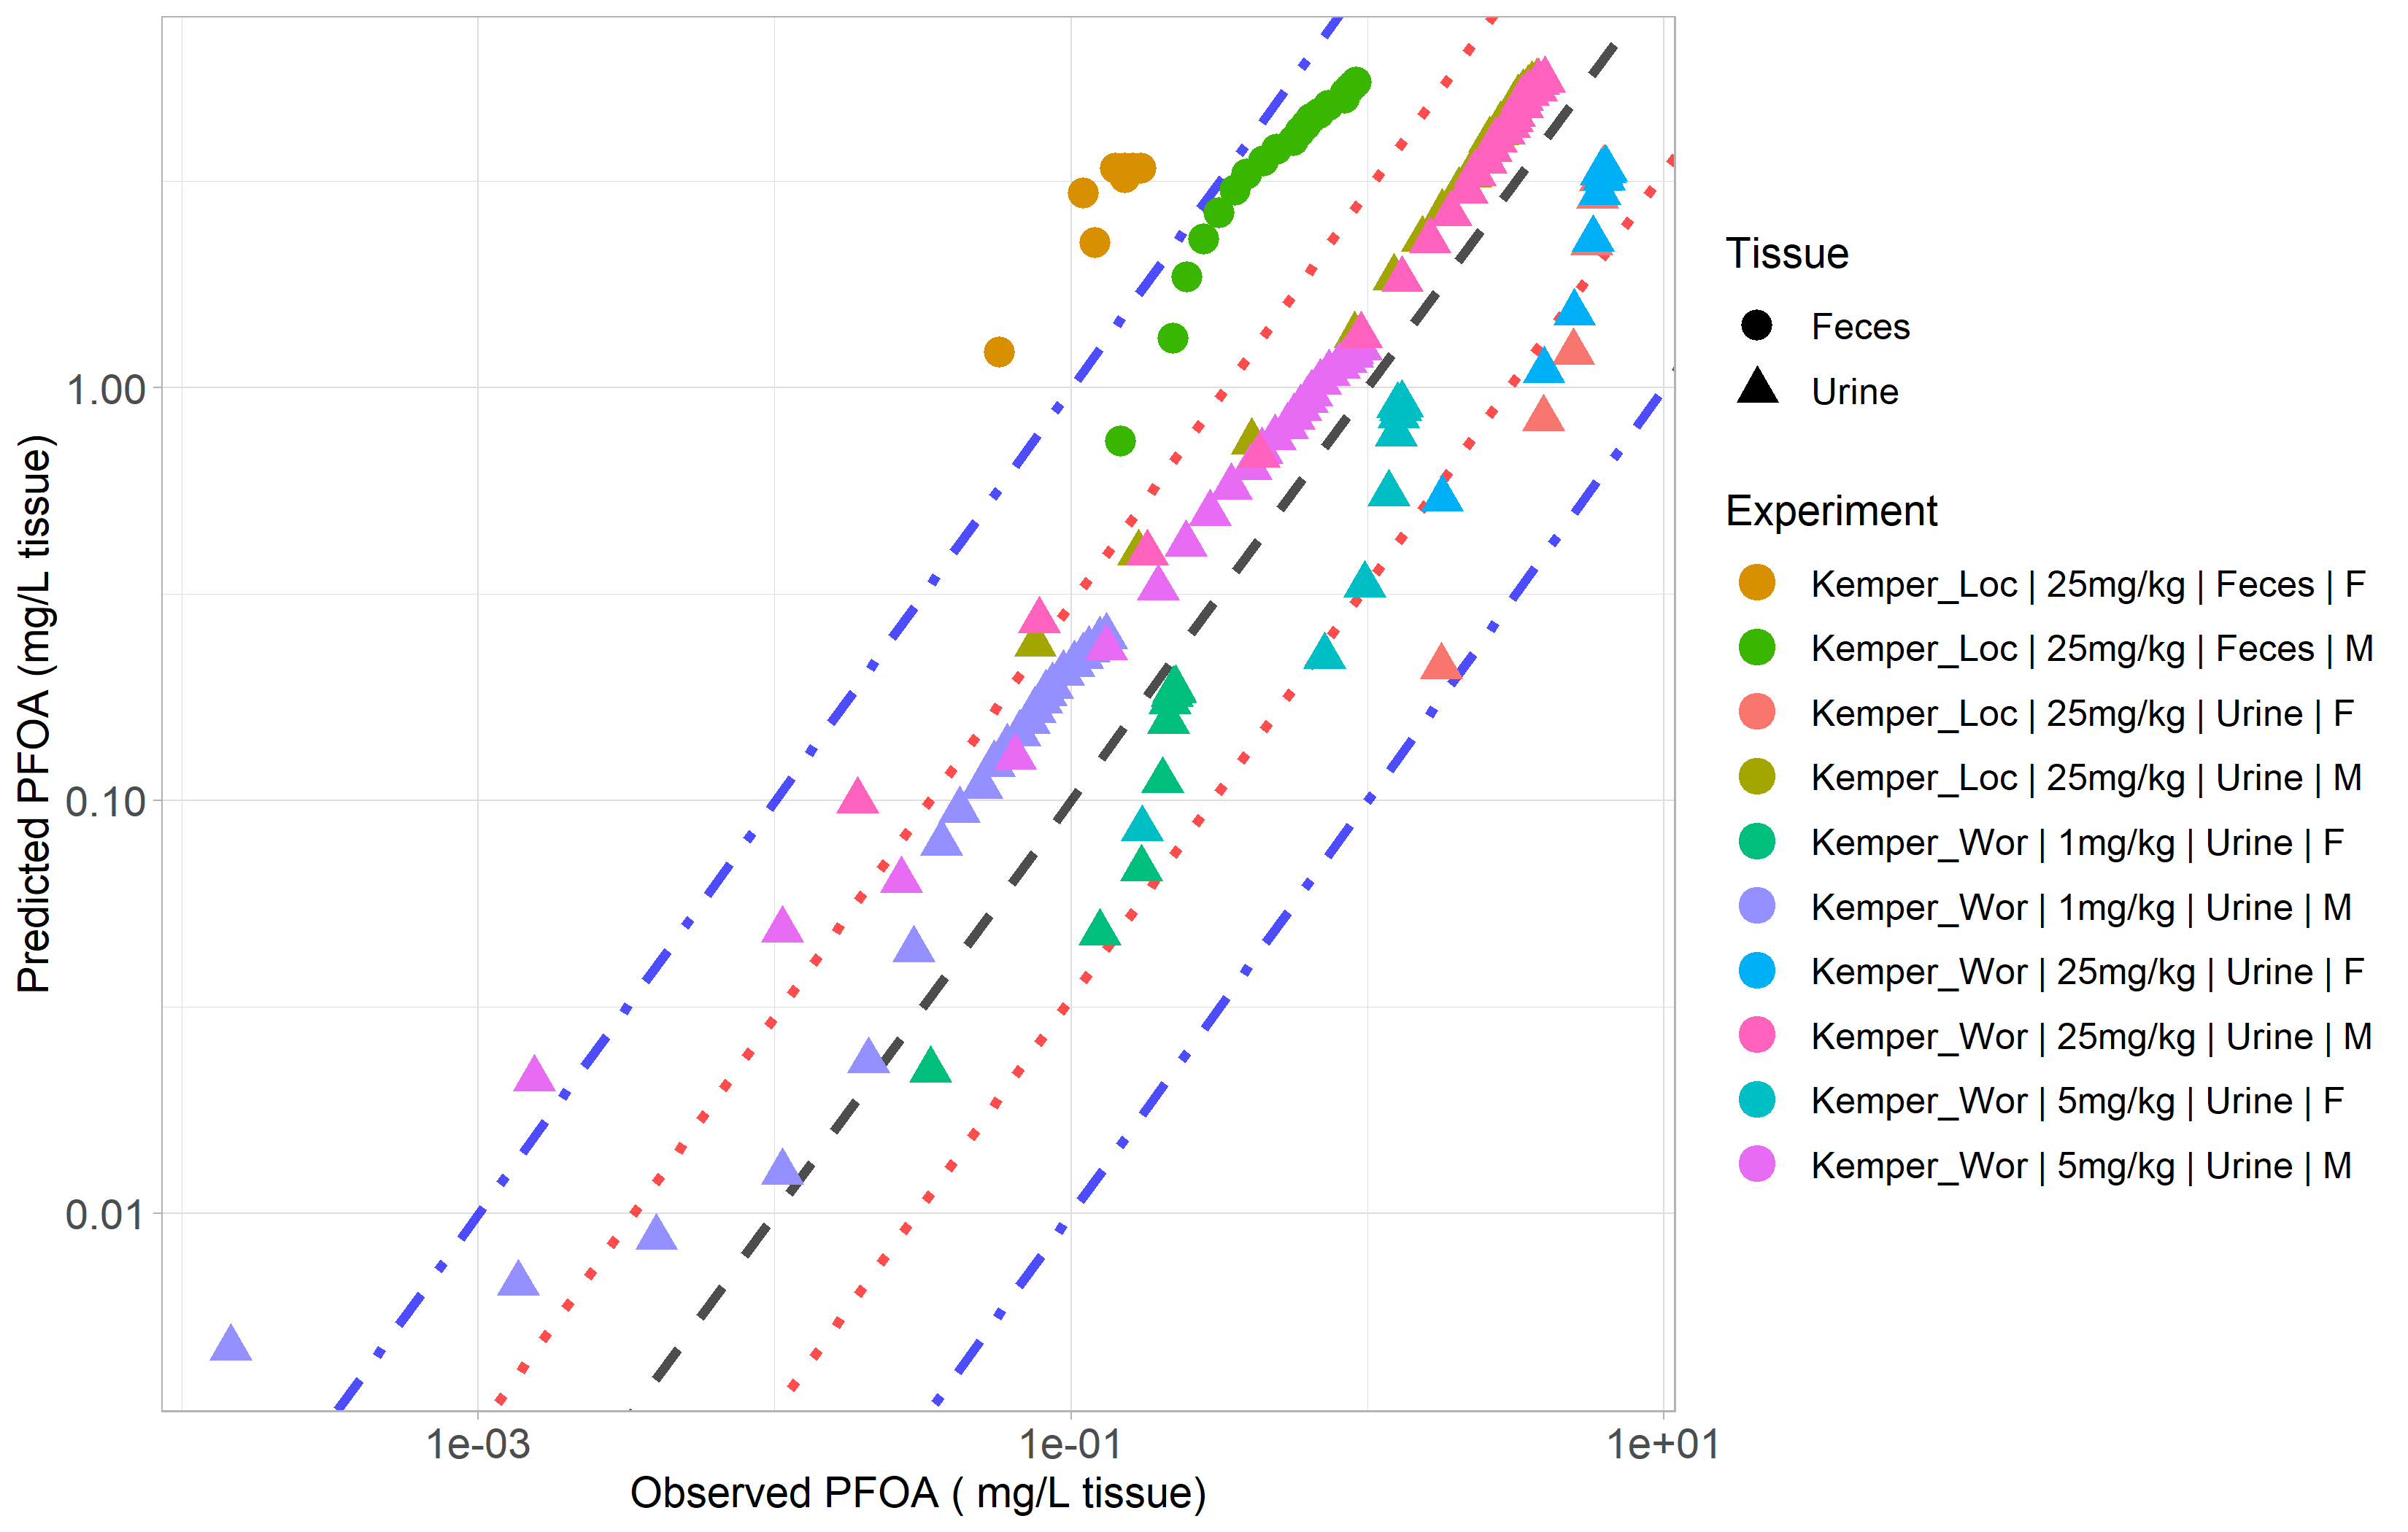 Predicted PFOA (mg/L tissue)
1.00
0.10
0.01
1e-03
1e-01
1e+01
Observed PFOA ( mg/L tissue)
Tissue
Feces
Urine
Experiment
Kemper_Loc | 25mg/kg | Feces | F
Kemper_Loc | 25mg/kg | Feces | M
Kemper_Loc | 25mg/kg | Urine | F
Kemper_Loc | 25mg/kg | Urine | M
Kemper_Wor | 1mg/kg | Urine | F
Kemper_Wor | 1mg/kg | Urine | M
Kemper_Wor | 25mg/kg | Urine | F
Kemper_Wor | 25mg/kg | Urine | M
Kemper_Wor | 5mg/kg | Urine | F
Kemper_Wor | 5mg/kg | Urine | M